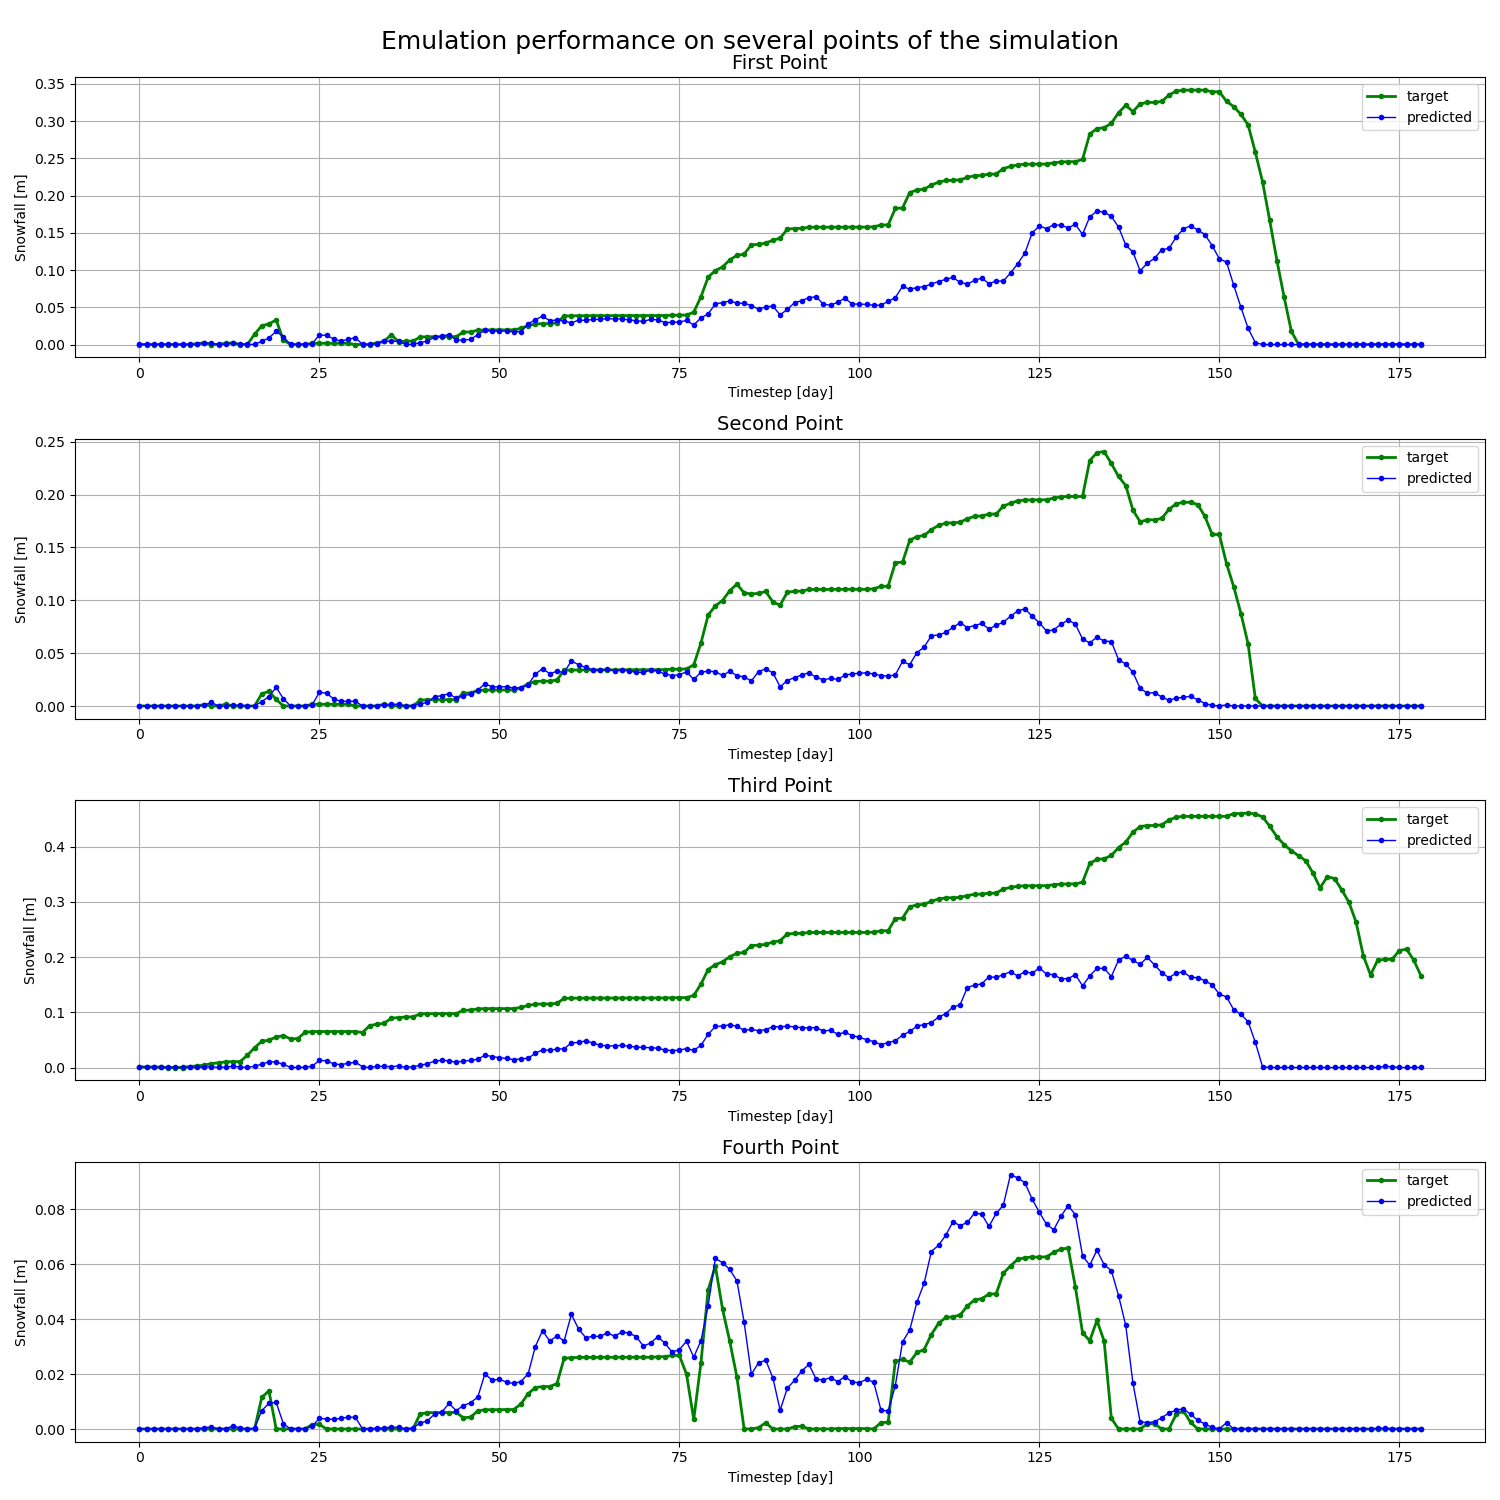 Emulation performance on several points of the simulation
First Point
0.35
0.30
0.25
0.20
0.15
0.10
0.05
0.00
Snowfall [m]
target
predicted
0 25 50 75 100 125 150 175
Timestep [day]
Second Point
0.25
0.20
0.15
0.10
0.05
0.00
Snowfall [m]
target
predicted
0 25 50 75 100 125 150 175
Timestep [day]
Third Point
0.4
0.3
0.2
0.1
0.0
Snowfall [m]
target
predicted
0 25 50 75 100 125 150 175
Timestep [day]
Fourth Point
0.08
0.06
0.04
0.02
0.00
Snowfall [m]
target
predicted
0 25 50 75 100 125 150 175
Timestep [day]